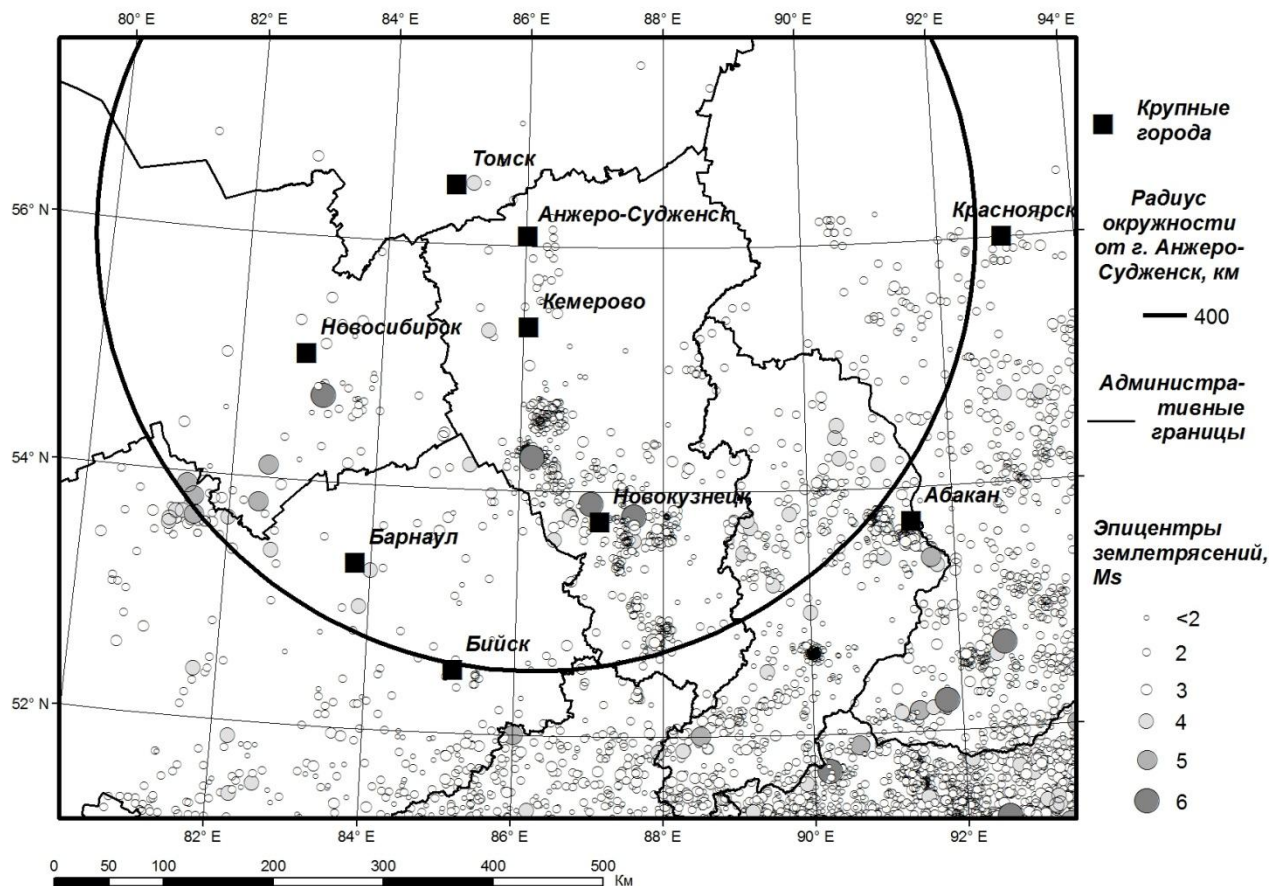 80° E 82° E 84° E 86° E 88° E 90° E 92° E 94° E
Томск
56° N
Анжеро-Судженск
Красноярск
Кемерово
Новосибирск
54° N
Новокузнецк
Абакан
Барнаул
Бийск
52° N
82° E 84° E 86° E 88° E 90° E 92° E
0 50 100 200 300 400 500
Км
Крупные
города
Радиус
окружности
от г. Анжеро-
Судженск, км
400
Администра-
тивные
границы
Эпицентры
землетрясений,
Ms
<2
2
3
4
5
6